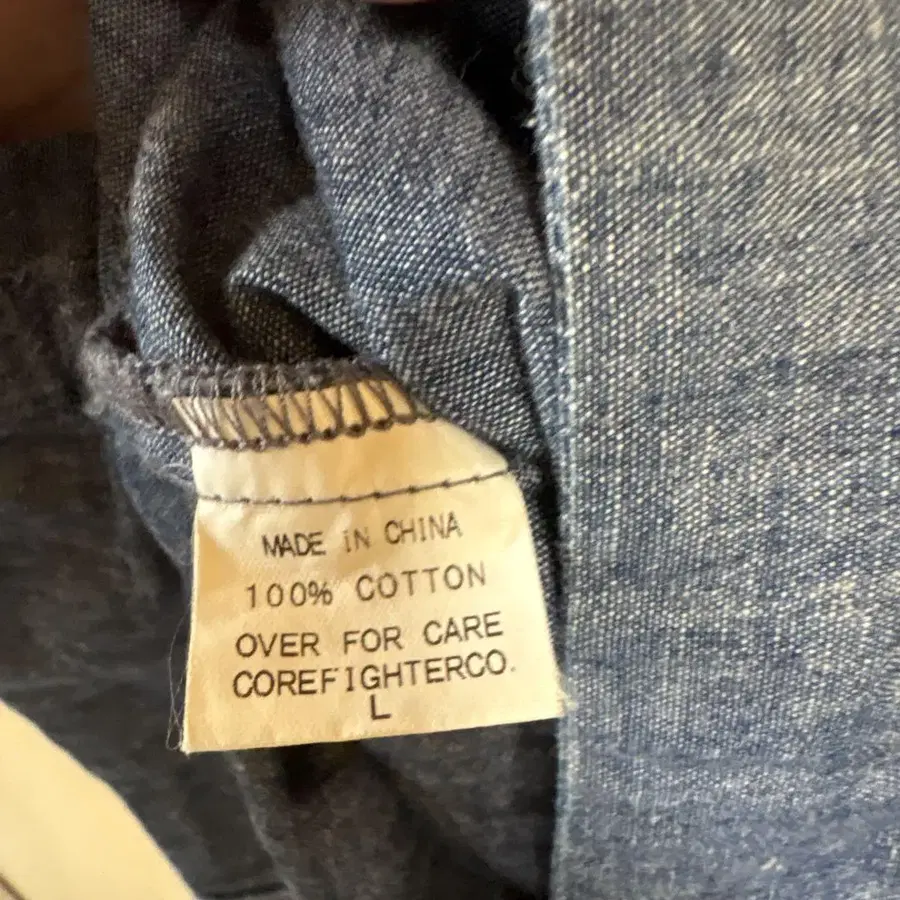 MADE IN CHINA
100% COTTON
OVER FOR CARE
COREFIGHTERCO.
L